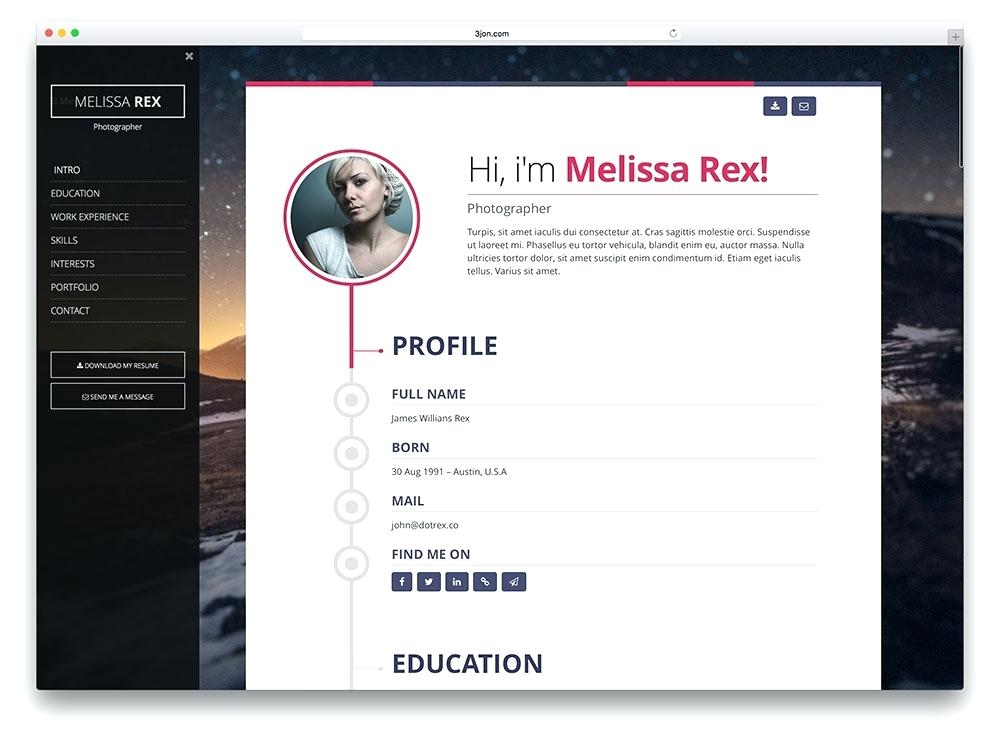 3jon.com
MELISSA REX
Photographer
INTRO
EDUCATION
WORK EXPERIENCE
SKILLS
INTERESTS
PORTFOLIO
CONTACT
DOWNLOAD MY RESUME
SEND ME A MESSAGE
Hi, i'm Melissa Rex!
Photographer
Turpis, sit amet iaculis dui consectetur at. Cras sagittis molestie orci. Suspendisse
ut laoreet mi. Phasellus eu tortor vehicula, blandit enim eu, auctor massa. Nulla
ultricies tortor dolor, sit amet suscipit enim condimentum id. Etiam eget iaculis
tellus. Varius sit amet.
PROFILE
FULL NAME
James Willians Rex
BORN
30 Aug 1991 – Austin, U.S.A
MAIL
john@dotrex.co
FIND ME ON
EDUCATION